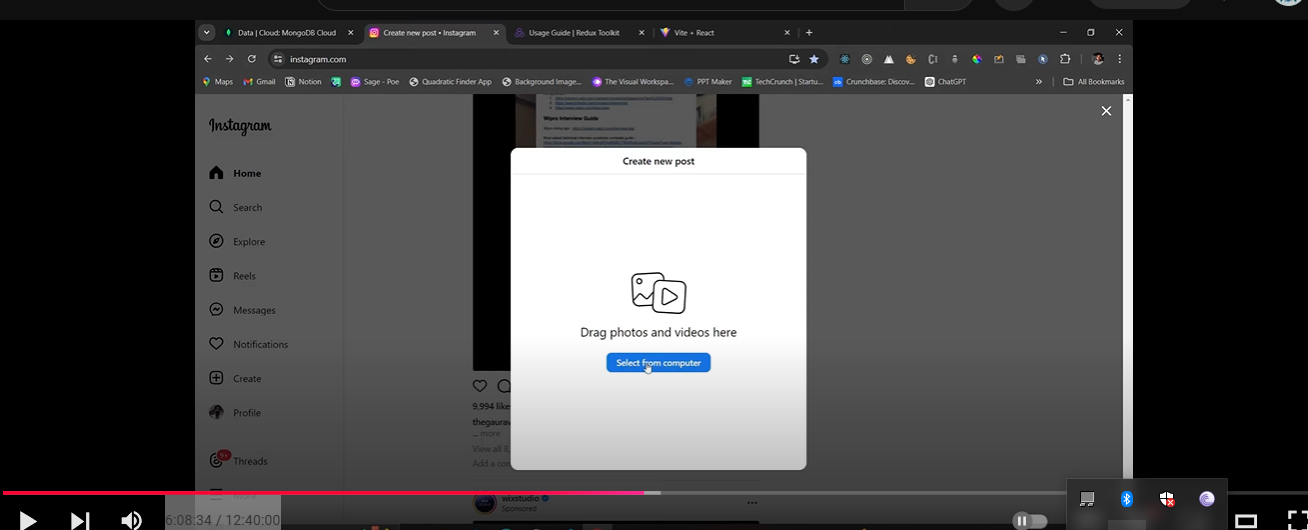 Data | Cloud: MongoDB Cloud
Create new post • Instagram
Usage Guide | Redux Toolkit
Vite + React
instagram.com
Maps
Gmail
Notion
Sage - Poe
Quadratic Finder App
Background Image...
The Visual Workspa...
PPT Maker
TechCrunch | Startu...
Crunchbase: Discov...
ChatGPT
»
All Bookmarks
Instagram
Home
Search
Explore
Reels
Messages
Notifications
Create
Profile
9+
Threads
More
Wipro Interview Guide
Create new post
Drag photos and videos here
Select from computer
9,994 like
thegaurav
... more
View all 8,
Add a co
wixstudio
Sponsored
6:08:34 / 12:40:00